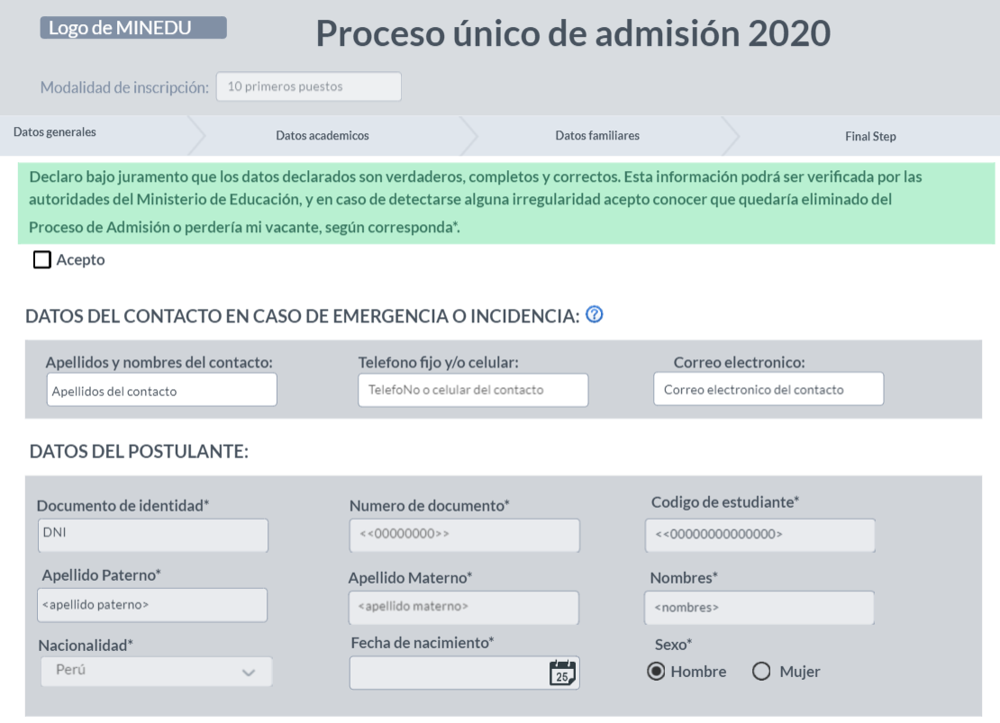 Logo de MINEDU
Proceso único de admisión 2020
Modalidad de inscripción: 10 primeros puestos
Datos generales Datos academicos Datos familiares Final Step
Declaro bajo juramento que los datos declarados son verdaderos, completos y correctos. Esta información podrá ser verificada por las
autoridades del Ministerio de Educación, y en caso de detectarse alguna irregularidad acepto conocer que quedaría eliminado del
Proceso de Admisión o perdería mi vacante, según corresponda*.
Acepto
DATOS DEL CONTACTO EN CASO DE EMERGENCIA O INCIDENCIA: ?
Apellidos y nombres del contacto: Telefono fijo y/o celular: Correo electronico:
Apellidos del contacto TelefoNo o celular del contacto Correo electronico del contacto
DATOS DEL POSTULANTE:
Documento de identidad* Numero de documento* Codigo de estudiante*
DNI <<00000000>> <<00000000000000>
Apellido Paterno* Apellido Materno* Nombres*
<apellido paterno> <apellido materno> <nombres>
Nacionalidad* Fecha de nacimiento* Sexo*
Perú 25 Hombre Mujer